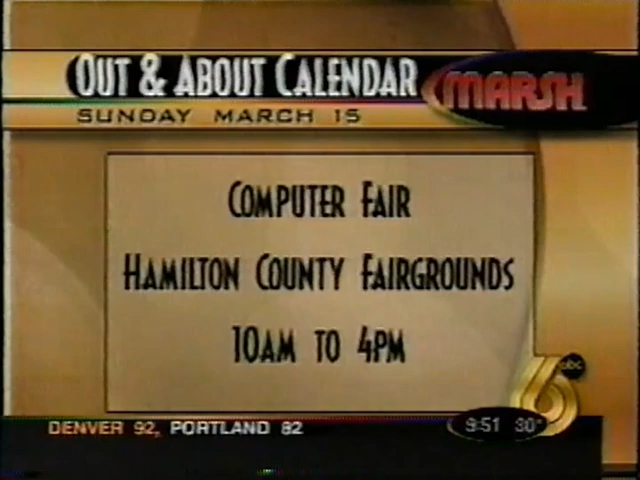 OUT & ABOUT CALENDAR
MARSH
SUNDAY MARCH 15
COMPUTER FAIR
HAMILTON COUNTY FAIRGROUNDS
10AM TO 4PM
6
abc
DENVER 92, PORTLAND 82
9:51 30°